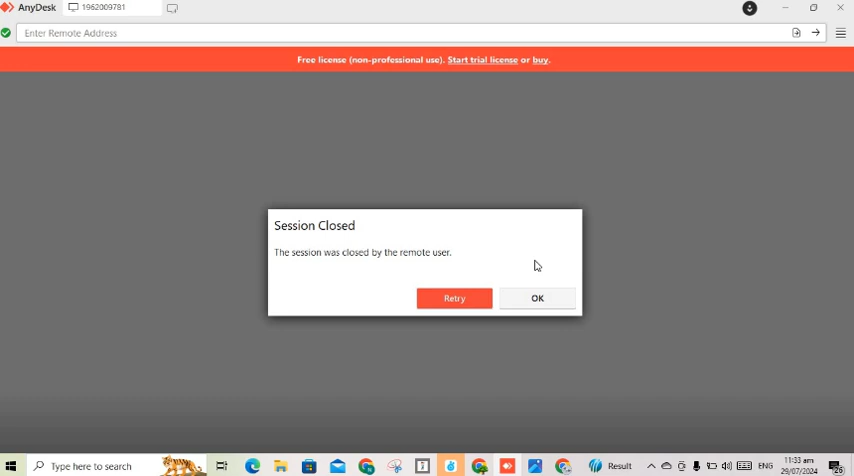 AnyDesk
1962009781
Enter Remote Address
Free license (non-professional use). Start trial license or buy.
Session Closed
The session was closed by the remote user.
Retry
OK
Type here to search
Result
ENG
11:33 am
29/07/2024
26